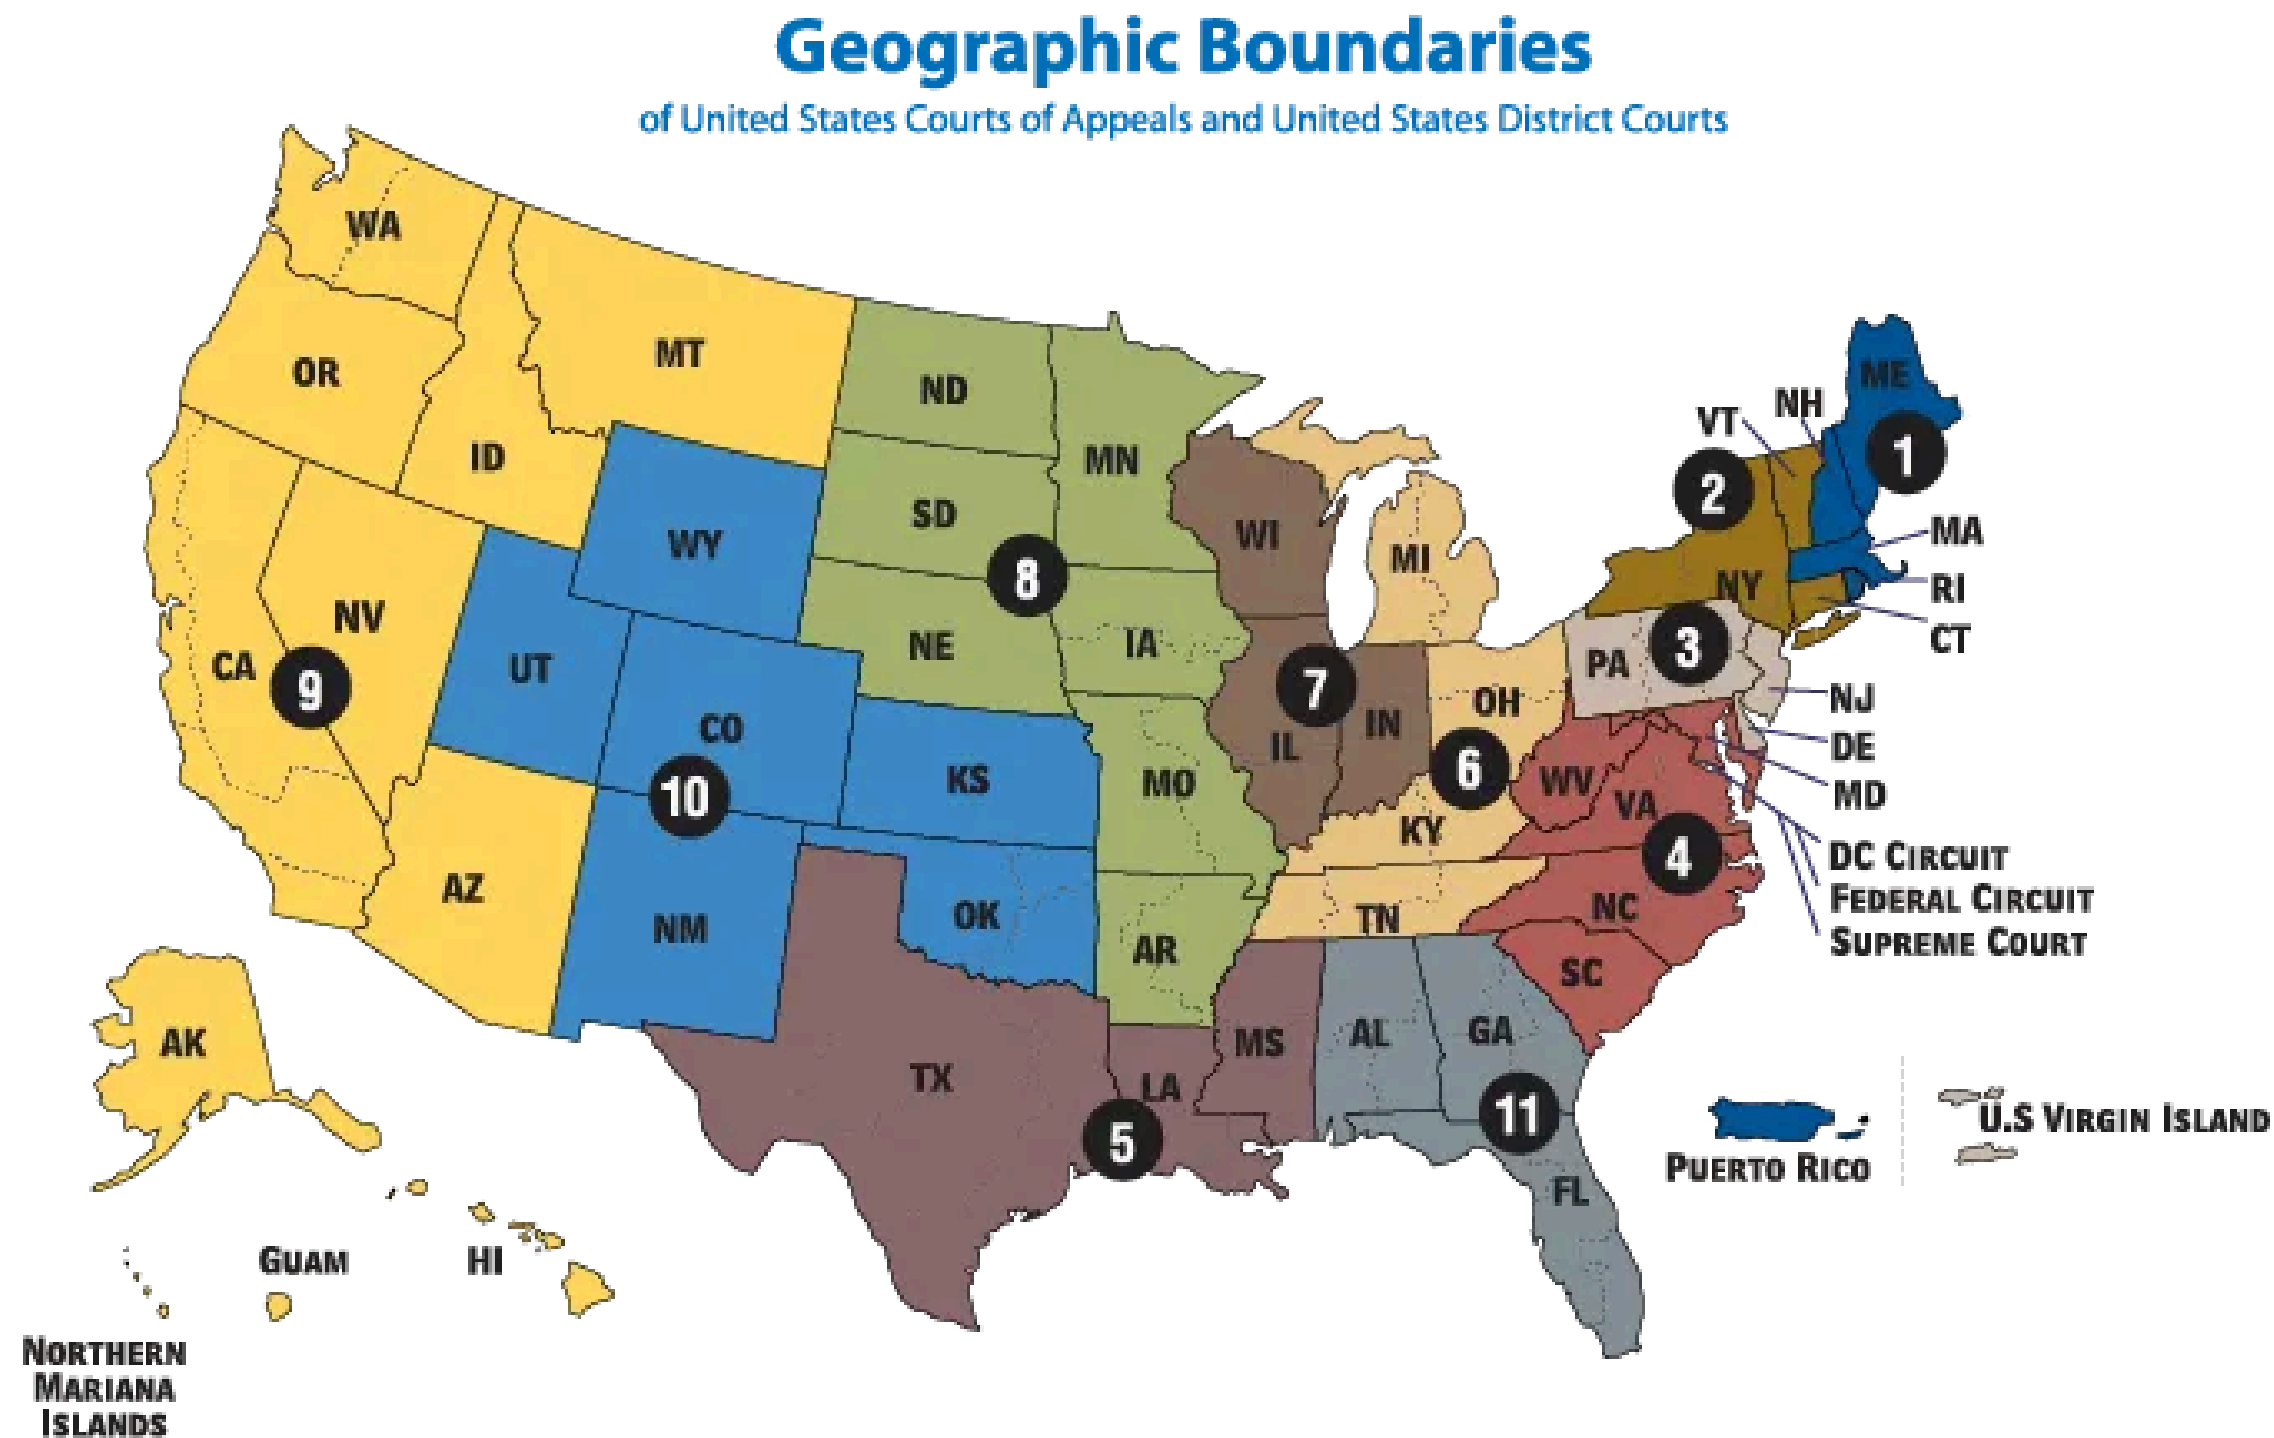 Geographic Boundaries
of United States Courts of Appeals and United States District Courts
WA
MT
OR
ID
ND
MN
ME
NH
VT
1
2
SD
WY
WI
MI
MA
8
NY
RI
NV
NE
IA
3
CT
CA
UT
PA
9
7
OH
NJ
CO
IN
IL
DE
10
KS
MO
6
WV
MD
VA
KY
4
DC CIRCUIT
AZ
FEDERAL CIRCUIT
NM
OK
TN
NC
SUPREME COURT
AR
SC
AK
TX
MS
AL
GA
LA
5
11
U.S VIRGIN ISLAND
PUERTO RICO
FL
GUAM
HI
NORTHERN
MARIANA
ISLANDS